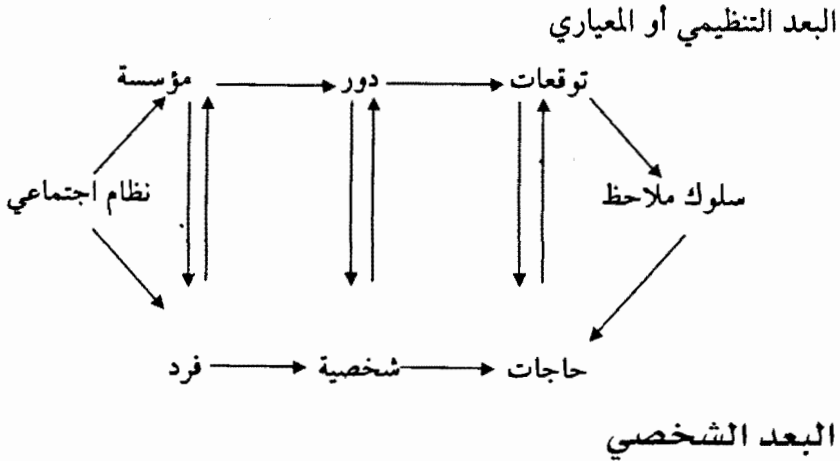 البعد التنظيمي أو المعياري
مؤسسة
دور
توقعات
نظام اجتماعي
سلوك ملاحظ
فرد
شخصية
حاجات
البعد الشخصي